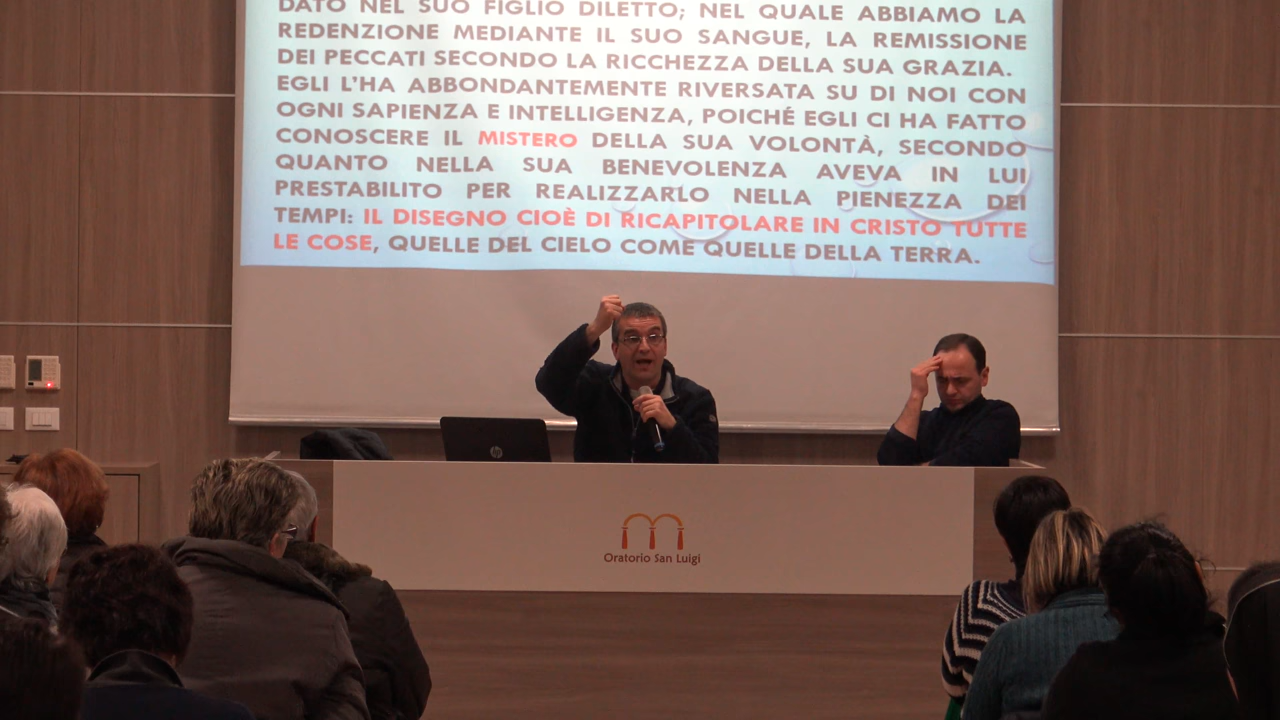 DATO NEL SUO FIGLIO DILETTO; NEL QUALE ABBIAMO LA
REDENZIONE MEDIANTE IL SUO SANGUE, LA REMISSIONE
DEI PECCATI SECONDO LA RICCHEZZA DELLA SUA GRAZIA.
EGLI L'HA ABBONDANTEMENTE RIVERSATA SU DI NOI CON
OGNI SAPIENZA E INTELLIGENZA, POICHÉ EGLI CI HA FATTO
CONOSCERE IL MISTERO DELLA SUA VOLONTÀ, SECONDO
QUANTO NELLA SUA BENEVOLENZA AVEVA IN LUI
PRESTABILITO PER REALIZZARLO NELLA PIENEZZA DEI
TEMPI: IL DISEGNO CIOÈ DI RICAPITOLARE IN CRISTO TUTTE
LE COSE, QUELLE DEL CIELO COME QUELLE DELLA TERRA.
hp
Oratorio San Luigi